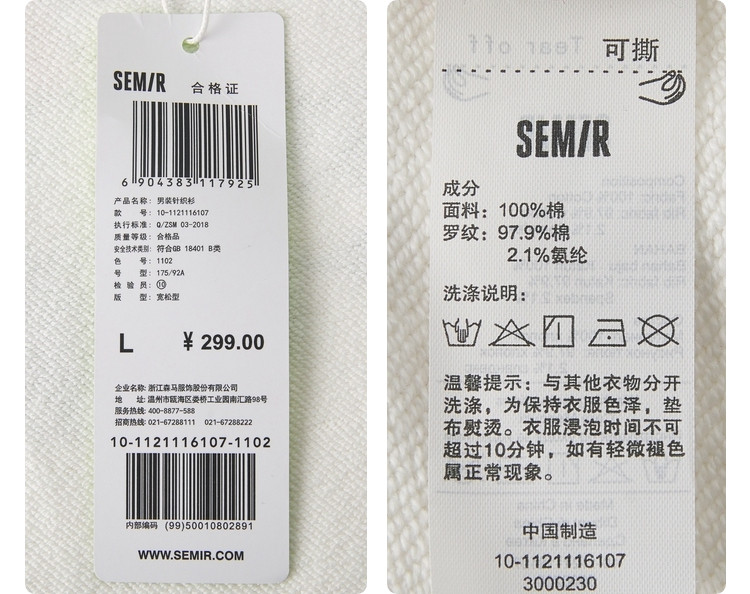 SEMIR 合格证
6 904383 117925
产品名称: 男装针织衫
款 号: 10-1121116107
执行标准: Q/ZSM 03-2018
质量等级: 合格品
安全技术类别: 符合GB 18401 B类
色 号: 1102
号 型: 175/92A
检 验 员: ⑩
版 型: 宽松型
L ¥ 299.00
企业名称: 浙江森马服饰股份有限公司
地 址: 温州市瓯海区娄桥工业园南汇路98号
服务热线: 400-8877-588
招商热线: 021-67288111 021-67288222
10-1121116107-1102
内部编码 (99)50010802891
WWW.SEMIR.COM
Tear off
可撕
SEMIR
成分
面料: 100%棉
罗纹: 97.9%棉
2.1%氨纶
洗涤说明:
温馨提示: 与其他衣物分开
洗涤, 为保持衣服色泽, 垫
布熨烫。衣服浸泡时间不可
超过10分钟, 如有轻微褪色
属正常现象。
中国制造
10-1121116107
3000230